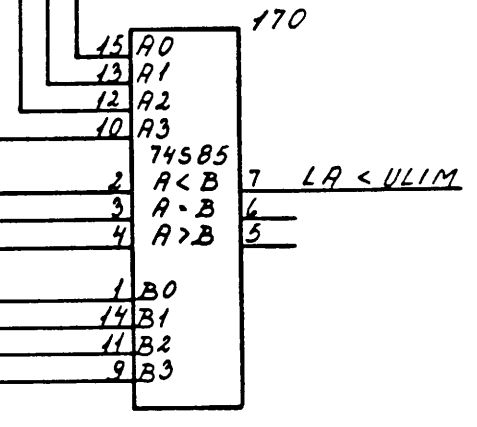 170
15 A0
13 A1
12 A2
10 A3
74S85
2 A < B 7 LA < ULIM
3 A = B 6
4 A > B 5
1 B0
14 B1
11 B2
9 B3